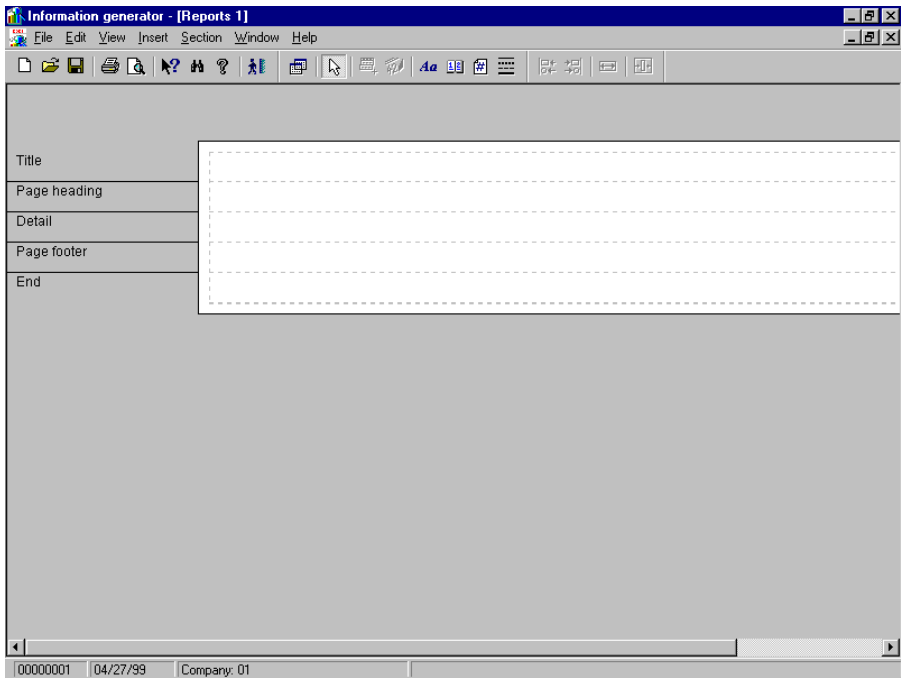 Information generator - [Reports 1]
File Edit View Insert Section Window Help
Aa
Title
Page heading
Detail
Page footer
End
00000001 04/27/99 Company: 01